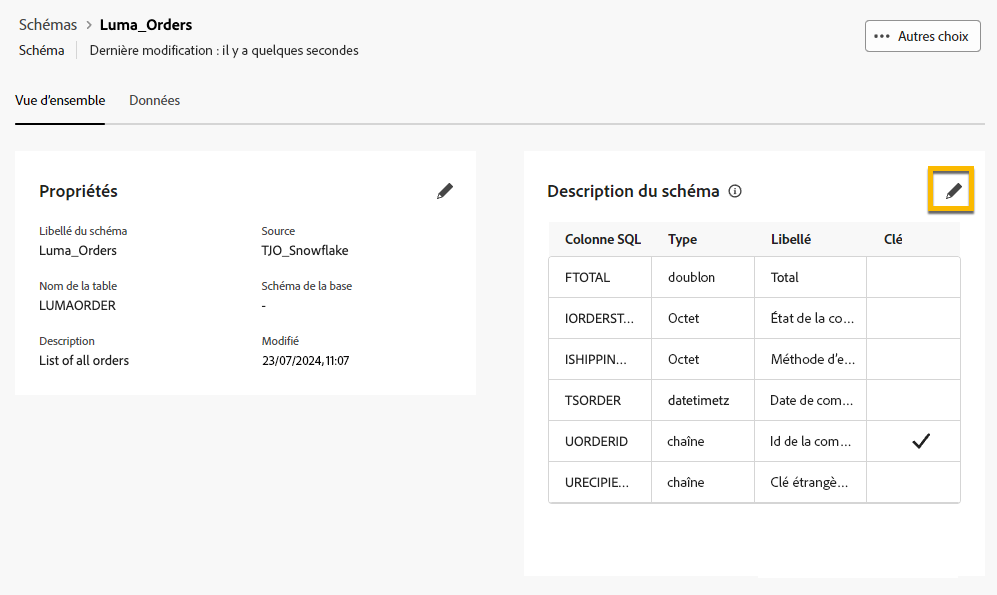 Schémas > Luma_Orders
Schéma Dernière modification : il y a quelques secondes
Autres choix
Vue d'ensemble Données
Propriétés
Libellé du schéma Source
Luma_Orders TJO_Snowflake
Nom de la table Schéma de la base
LUMAORDER -
Description Modifié
List of all orders 23/07/2024, 11:07
Description du schéma
Colonne SQL Type Libellé Clé
FTOTAL doublon Total
IORDERST... Octet État de la co...
ISHIPPIN... Octet Méthode d'e...
TSORDER datetimetz Date de com...
UORDERID chaîne Id de la com...
URECIPIE... chaîne Clé étrangè...